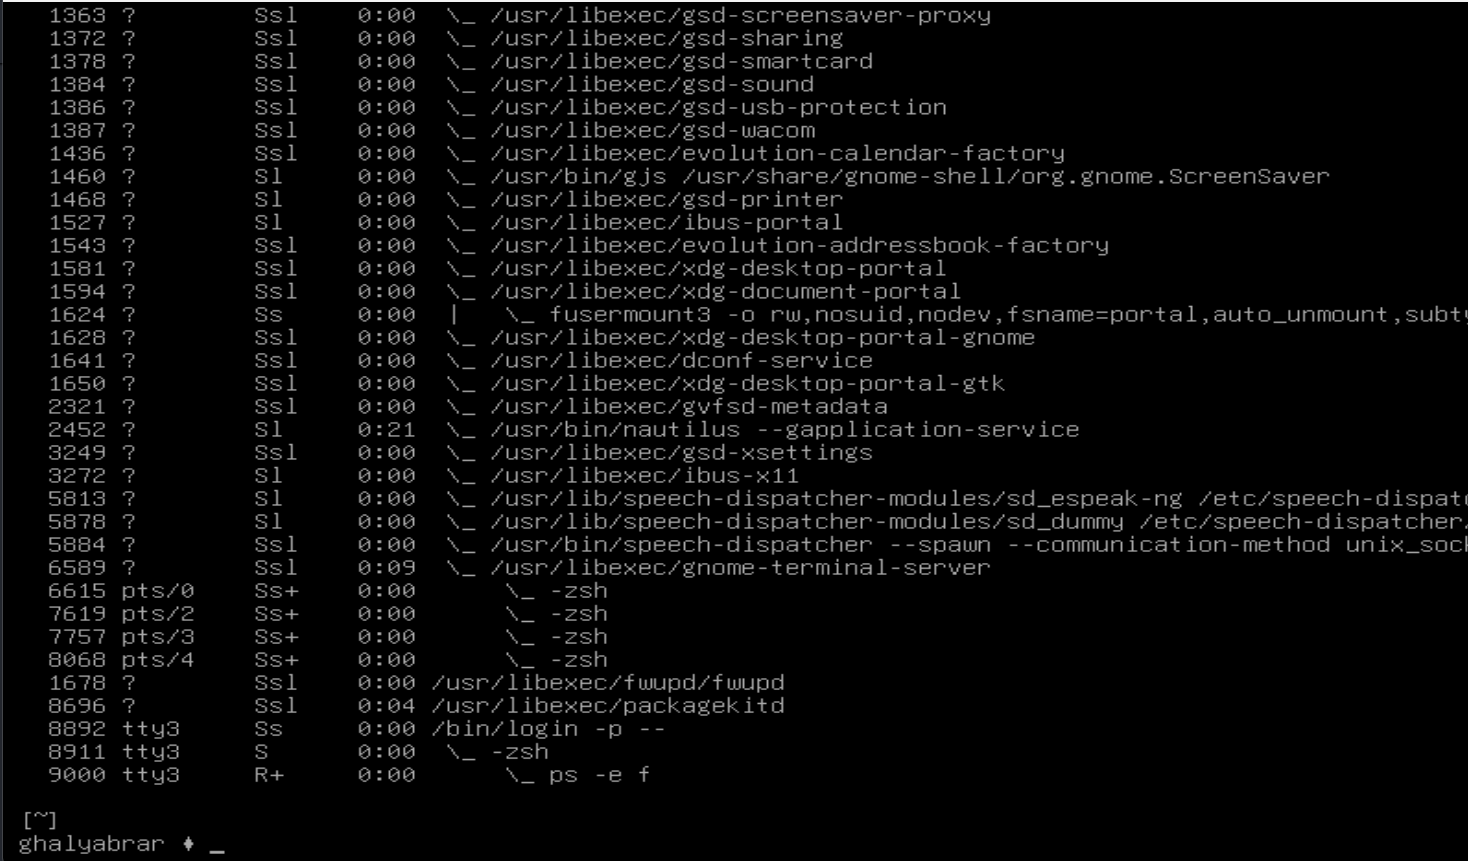 1363 ?        Ssl    0:00  \_ /usr/libexec/gsd-screensaver-proxy
1372 ?        Ssl    0:00  \_ /usr/libexec/gsd-sharing
1378 ?        Ssl    0:00  \_ /usr/libexec/gsd-smartcard
1384 ?        Ssl    0:00  \_ /usr/libexec/gsd-sound
1386 ?        Ssl    0:00  \_ /usr/libexec/gsd-usb-protection
1387 ?        Ssl    0:00  \_ /usr/libexec/gsd-wacom
1436 ?        Ssl    0:00  \_ /usr/libexec/evolution-calendar-factory
1460 ?        Sl     0:00  \_ /usr/bin/gjs /usr/share/gnome-shell/org.gnome.ScreenSaver
1468 ?        Sl     0:00  \_ /usr/libexec/gsd-printer
1527 ?        Sl     0:00  \_ /usr/libexec/ibus-portal
1543 ?        Ssl    0:00  \_ /usr/libexec/evolution-addressbook-factory
1581 ?        Ssl    0:00  \_ /usr/libexec/xdg-desktop-portal
1594 ?        Ssl    0:00  \_ /usr/libexec/xdg-document-portal
1624 ?        Ss     0:00  |   \_ fusermount3 -o rw,nosuid,nodev,fsname=portal,auto_unmount,subty
1628 ?        Ssl    0:00  \_ /usr/libexec/xdg-desktop-portal-gnome
1641 ?        Ssl    0:00  \_ /usr/libexec/dconf-service
1650 ?        Ssl    0:00  \_ /usr/libexec/xdg-desktop-portal-gtk
2321 ?        Ssl    0:00  \_ /usr/libexec/gvfsd-metadata
2452 ?        Sl     0:21  \_ /usr/bin/nautilus --gapplication-service
3249 ?        Ssl    0:00  \_ /usr/libexec/gsd-xsettings
3272 ?        Sl     0:00  \_ /usr/libexec/ibus-x11
5813 ?        Sl     0:00  \_ /usr/lib/speech-dispatcher-modules/sd_espeak-ng /etc/speech-dispatc
5878 ?        Sl     0:00  \_ /usr/lib/speech-dispatcher-modules/sd_dummy /etc/speech-dispatcher/
5884 ?        Ssl    0:00  \_ /usr/bin/speech-dispatcher --spawn --communication-method unix_sock
6589 ?        Ssl    0:09  \_ /usr/libexec/gnome-terminal-server
6615 pts/0    Ss+    0:00      \_ -zsh
7619 pts/2    Ss+    0:00      \_ -zsh
7757 pts/3    Ss+    0:00      \_ -zsh
8068 pts/4    Ss+    0:00      \_ -zsh
1678 ?        Ssl    0:00 /usr/libexec/fwupd/fwupd
8696 ?        Ssl    0:04 /usr/libexec/packagekitd
8892 tty3     Ss     0:00 /bin/login -p --
8911 tty3     S      0:00  \_ -zsh
9000 tty3     R+     0:00      \_ ps -e f
[~]
ghalyabrar ♦ _